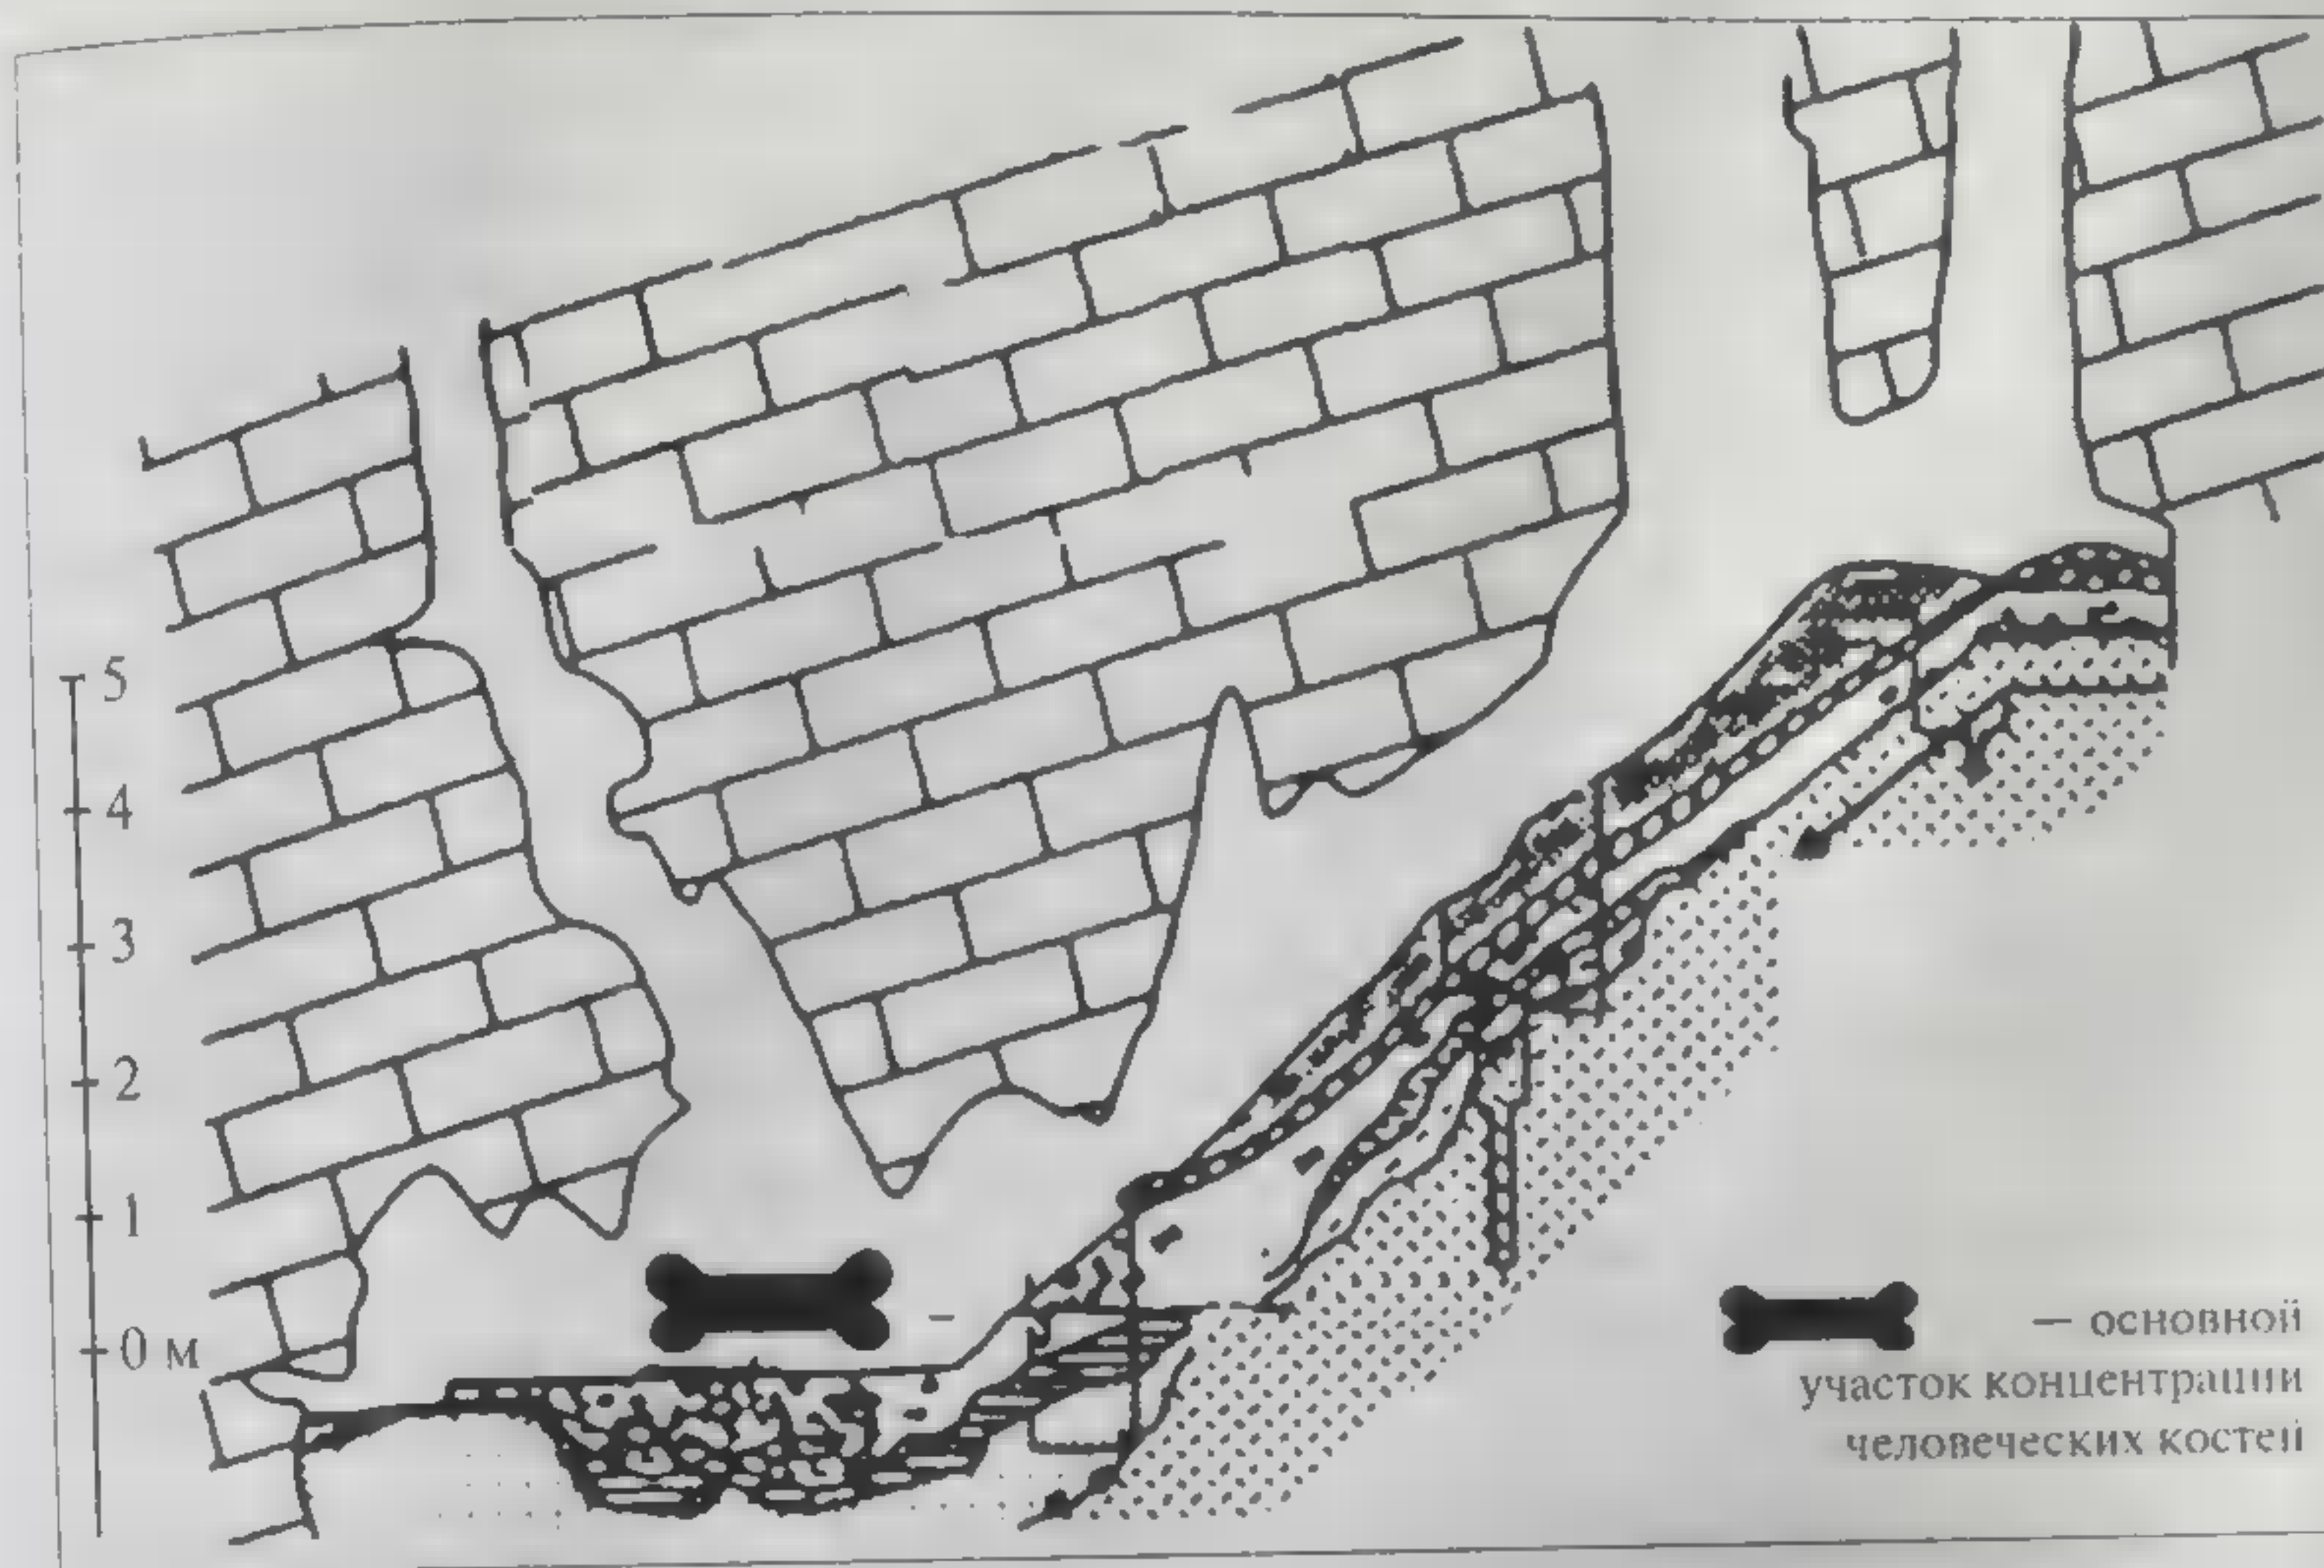 5
4
3
2
1
0 м
— основной
участок концентрации
человеческих костей